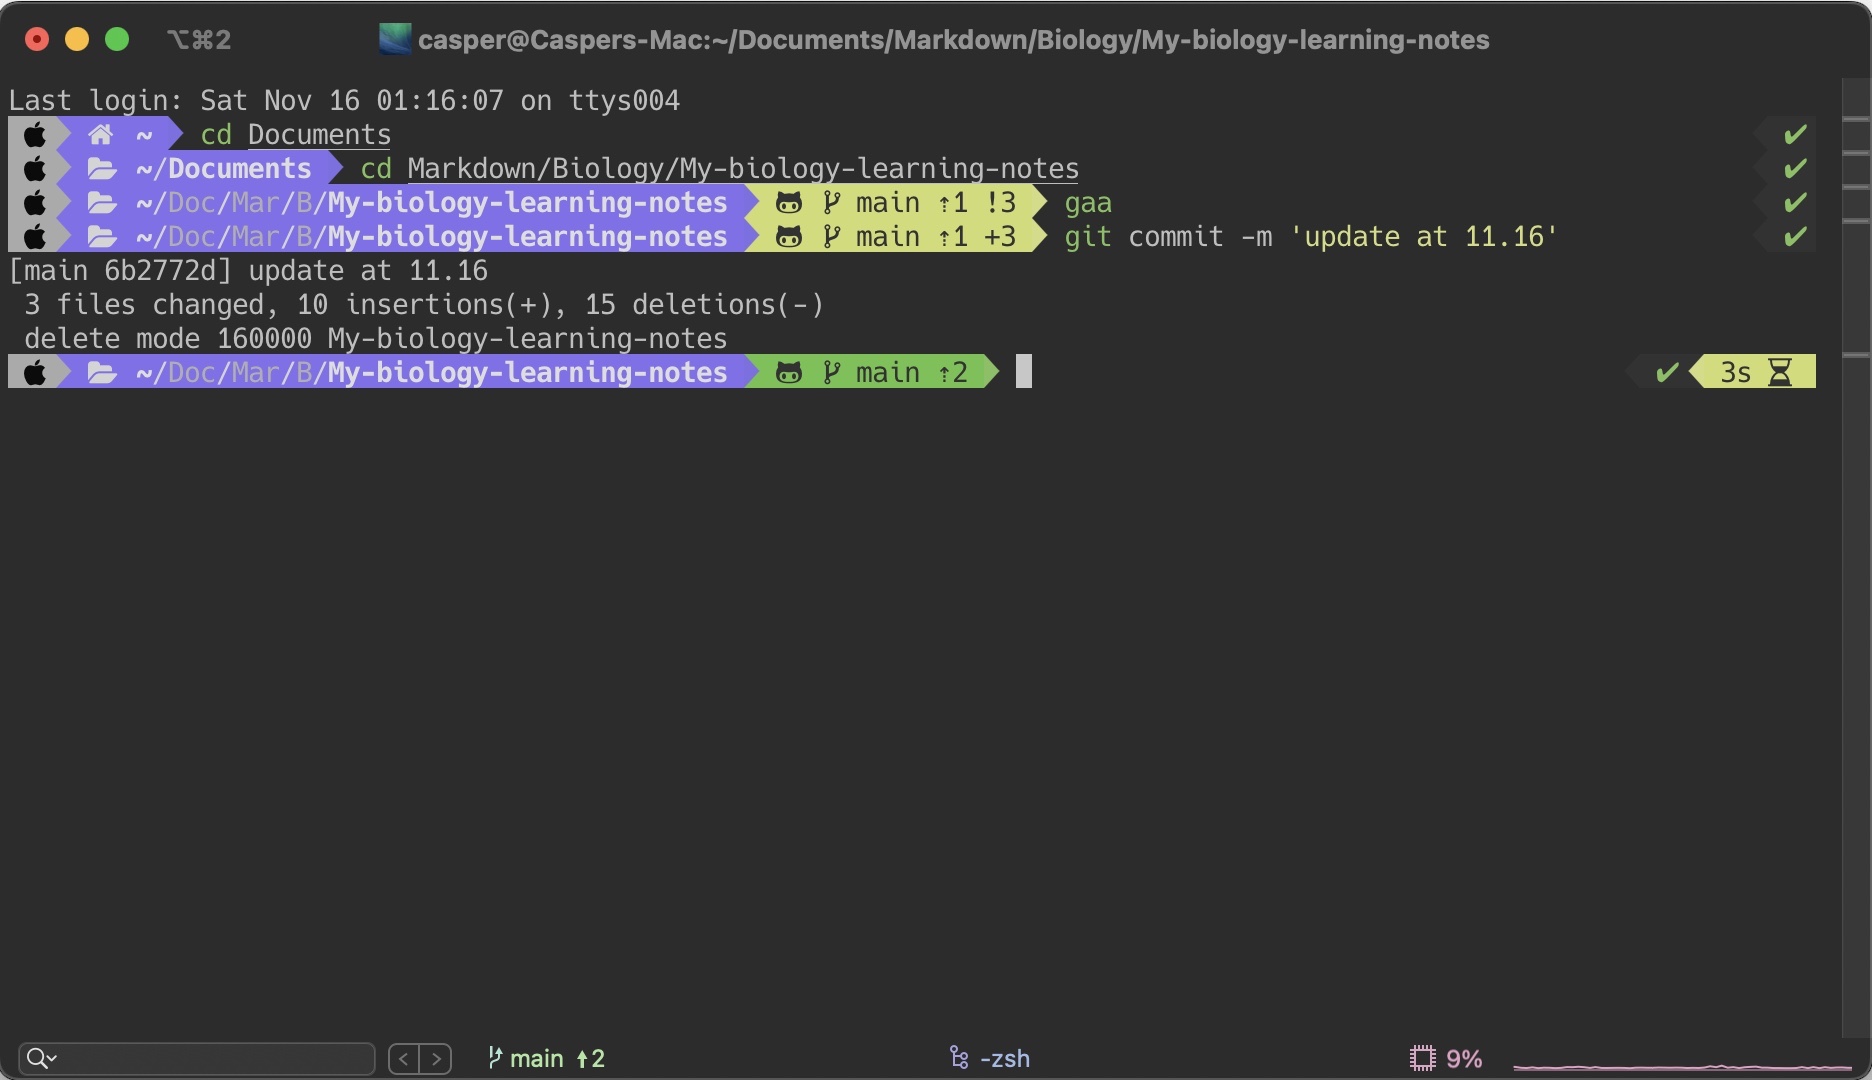 ⌥⌘2 casper@Caspers-Mac:~/Documents/Markdown/Biology/My-biology-learning-notes
Last login: Sat Nov 16 01:16:07 on ttys004
~ cd Documents ✔
~/Documents cd Markdown/Biology/My-biology-learning-notes ✔
~/Doc/Mar/B/My-biology-learning-notes main ⇡1 !3 gaa ✔
~/Doc/Mar/B/My-biology-learning-notes main ⇡1 +3 git commit -m 'update at 11.16' ✔
[main 6b2772d] update at 11.16
3 files changed, 10 insertions(+), 15 deletions(-)
delete mode 160000 My-biology-learning-notes
~/Doc/Mar/B/My-biology-learning-notes main ⇡2 ✔ 3s
main ⬆2 -zsh 9%